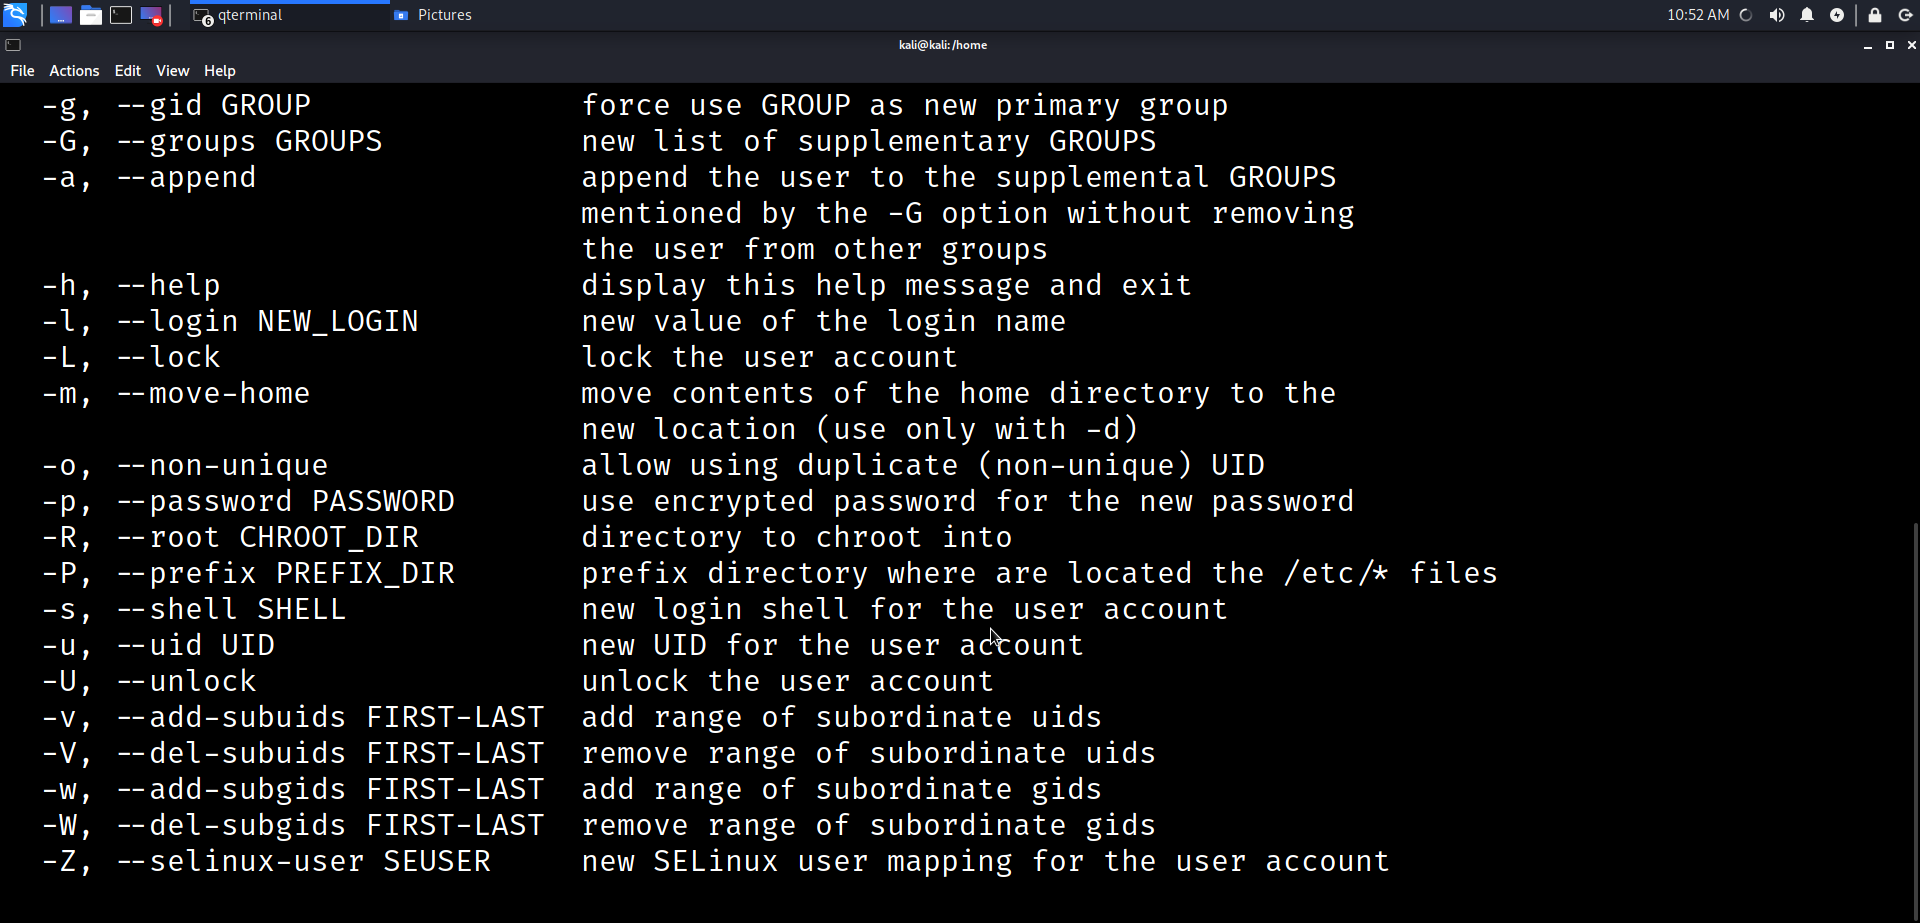 6 qterminal Pictures 10:52 AM
kali@kali: /home
File Actions Edit View Help
-g, --gid GROUP force use GROUP as new primary group
-G, --groups GROUPS new list of supplementary GROUPS
-a, --append append the user to the supplemental GROUPS
mentioned by the -G option without removing
the user from other groups
-h, --help display this help message and exit
-l, --login NEW_LOGIN new value of the login name
-L, --lock lock the user account
-m, --move-home move contents of the home directory to the
new location (use only with -d)
-o, --non-unique allow using duplicate (non-unique) UID
-p, --password PASSWORD use encrypted password for the new password
-R, --root CHROOT_DIR directory to chroot into
-P, --prefix PREFIX_DIR prefix directory where are located the /etc/* files
-s, --shell SHELL new login shell for the user account
-u, --uid UID new UID for the user account
-U, --unlock unlock the user account
-v, --add-subuids FIRST-LAST add range of subordinate uids
-V, --del-subuids FIRST-LAST remove range of subordinate uids
-w, --add-subgids FIRST-LAST add range of subordinate gids
-W, --del-subgids FIRST-LAST remove range of subordinate gids
-Z, --selinux-user SEUSER new SELinux user mapping for the user account